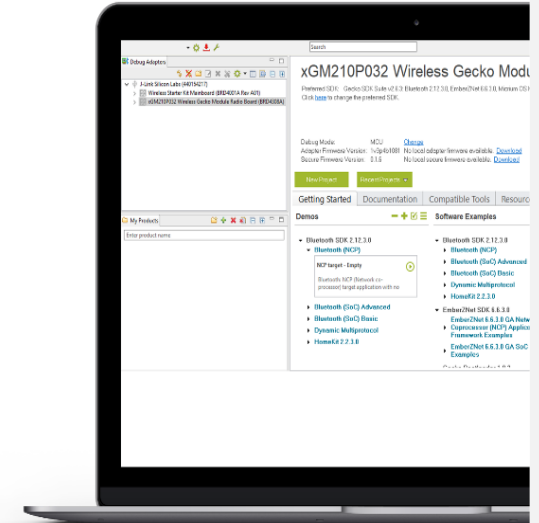 Search
Debug Adapters
J-Link Silicon Labs (440154217)
Wireless Starter Kit Mainboard (BRD4001A Rev A01)
xGM210P032 Wireless Gecko Module Radio Board (BRD4308A)
xGM210P032 Wireless Gecko Modu
Preferred SDK: Gecko SDK Suite v2.6.3: Bluetooth 2.12.3.0, EmberZNet 6.6.3.0, Micrium OS
Click here to change the preferred SDK.
Debug Mode: MCU Change
Adapter Firmware Version: No local adapter firmware available. Download
Secure Firmware Version: No local secure firmware available. Download
New Project Recent Projects
Getting Started Documentation Compatible Tools Resourc
My Products
Enter product name
Demos
Bluetooth SDK 2.12.3.0
Bluetooth (NCP)
NCP target - Empty
Bluetooth NCP (Network co-
processor) target application with no
Bluetooth (SoC) Advanced
Bluetooth (SoC) Basic
Dynamic Multiprotocol
HomeKit 2.2.3.0
Software Examples
Bluetooth SDK 2.12.3.0
Bluetooth (NCP)
Bluetooth (SoC) Advanced
Bluetooth (SoC) Basic
Dynamic Multiprotocol
HomeKit 2.2.3.0
EmberZNet SDK 6.6.3.0
EmberZNet 6.6.3.0 GA Netw
Coprocessor (NCP) Applica
Framework Examples
EmberZNet 6.6.3.0 GA SoC
Examples